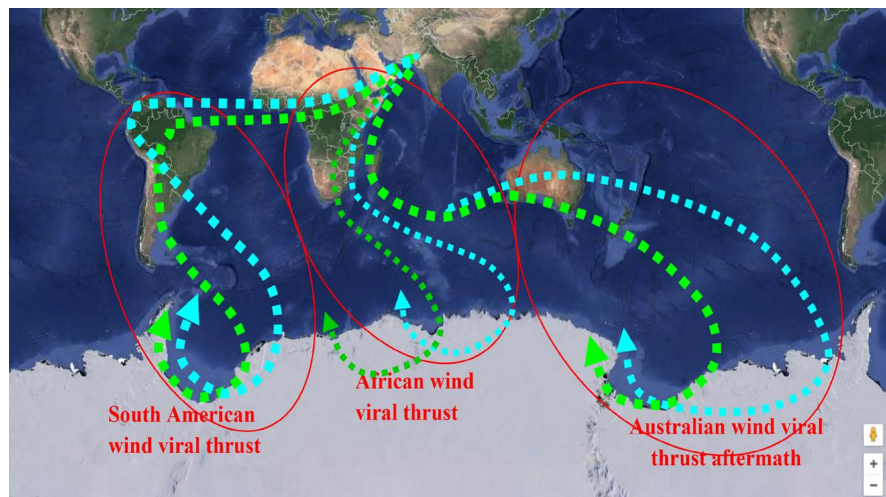 South American
wind viral thrust
African wind
viral thrust
Australian wind viral
thrust aftermath